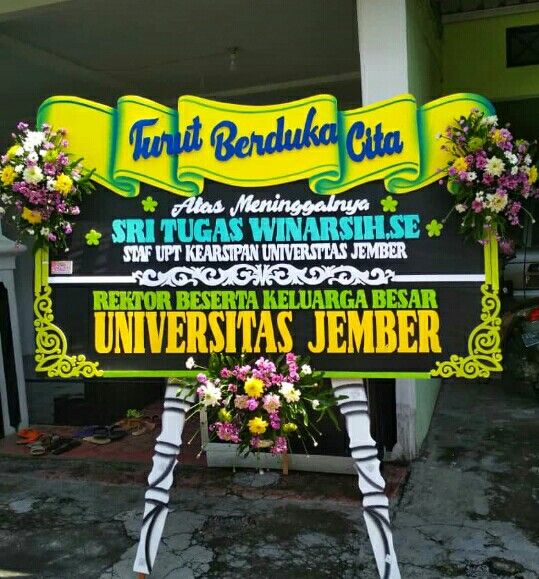 Turut Berduka Cita
Atas Meninggalnya
SRI TUGAS WINARSIH.SE
STAF UPT KEARSIPAN UNIVERSITAS JEMBER
REKTOR BESERTA KELUARGA BESAR
UNIVERSITAS JEMBER